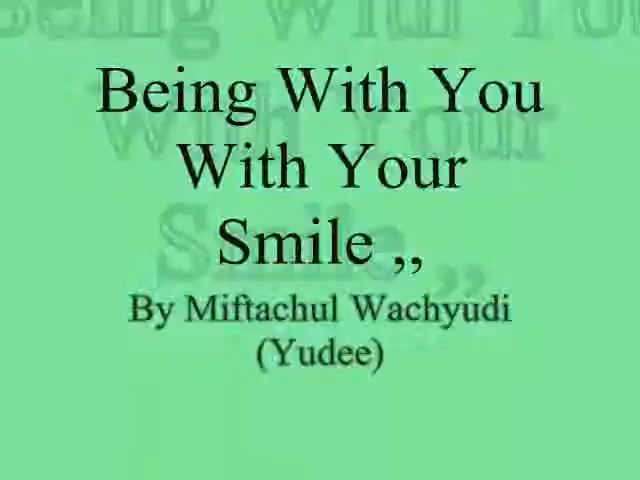 Being With You
With Your
Smile ,,
By Miftachul Wachyudi
(Yudee)